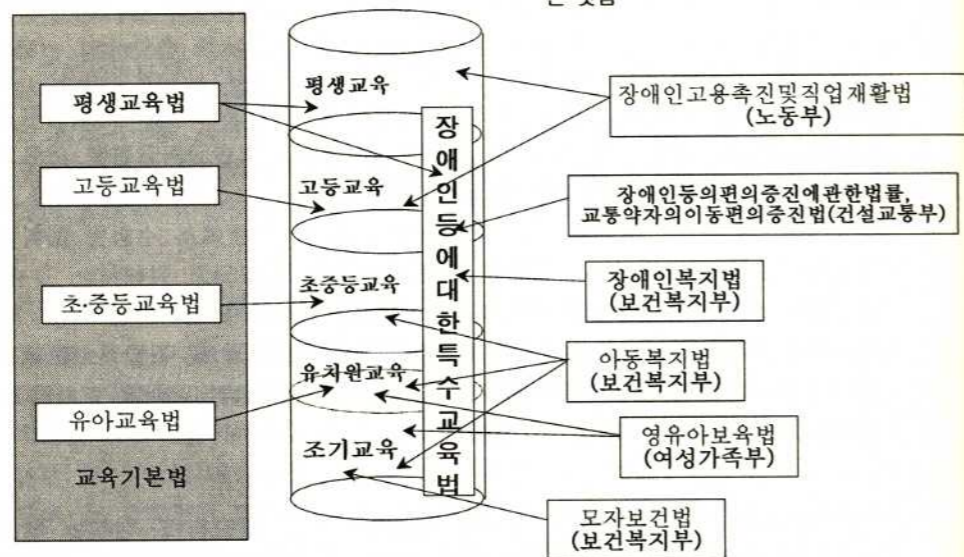 평생교육법
고등교육법
초·중등교육법
유아교육법
교육기본법
평생교육
고등교육
초중등교육
유치원교육
조기교육
장애인등에대한특수교육법
장애인고용촉진및직업재활법
(노동부)
장애인등의편의증진에관한법률,
교통약자의이동편의증진법(건설교통부)
장애인복지법
(보건복지부)
아동복지법
(보건복지부)
영유아보육법
(여성가족부)
모자보건법
(보건복지부)